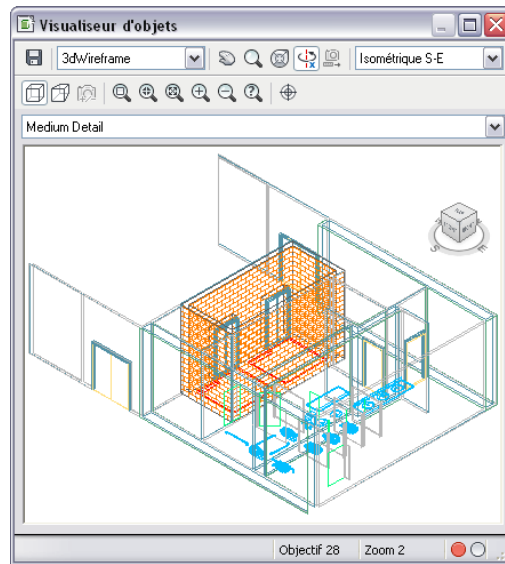 Visualiseur d'objets
3dWireframe
Isométrique S-E
Medium Detail
Objectif 28
Zoom 2